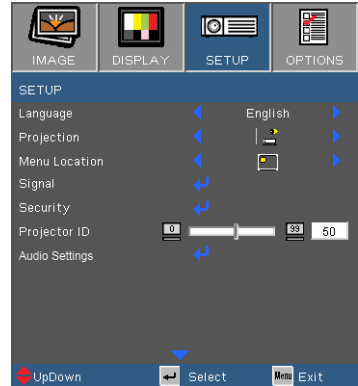 IMAGE DISPLAY SETUP OPTIONS
SETUP
Language English
Projection
Menu Location
Signal
Security
Projector ID 0 99 50
Audio Settings
UpDown Select Menu Exit